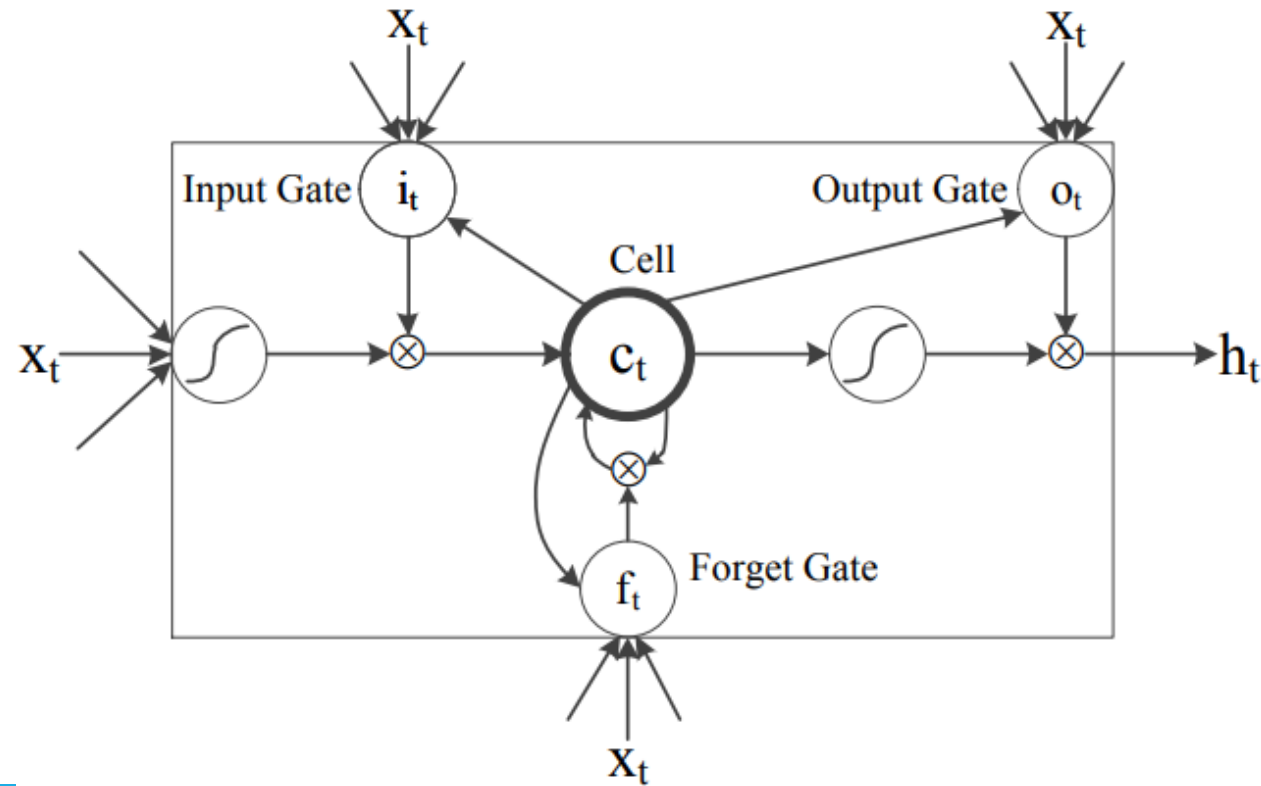 xt
xt
Input Gate
it
Output Gate
ot
Cell
xt
ct
ht
ft
Forget Gate
xt